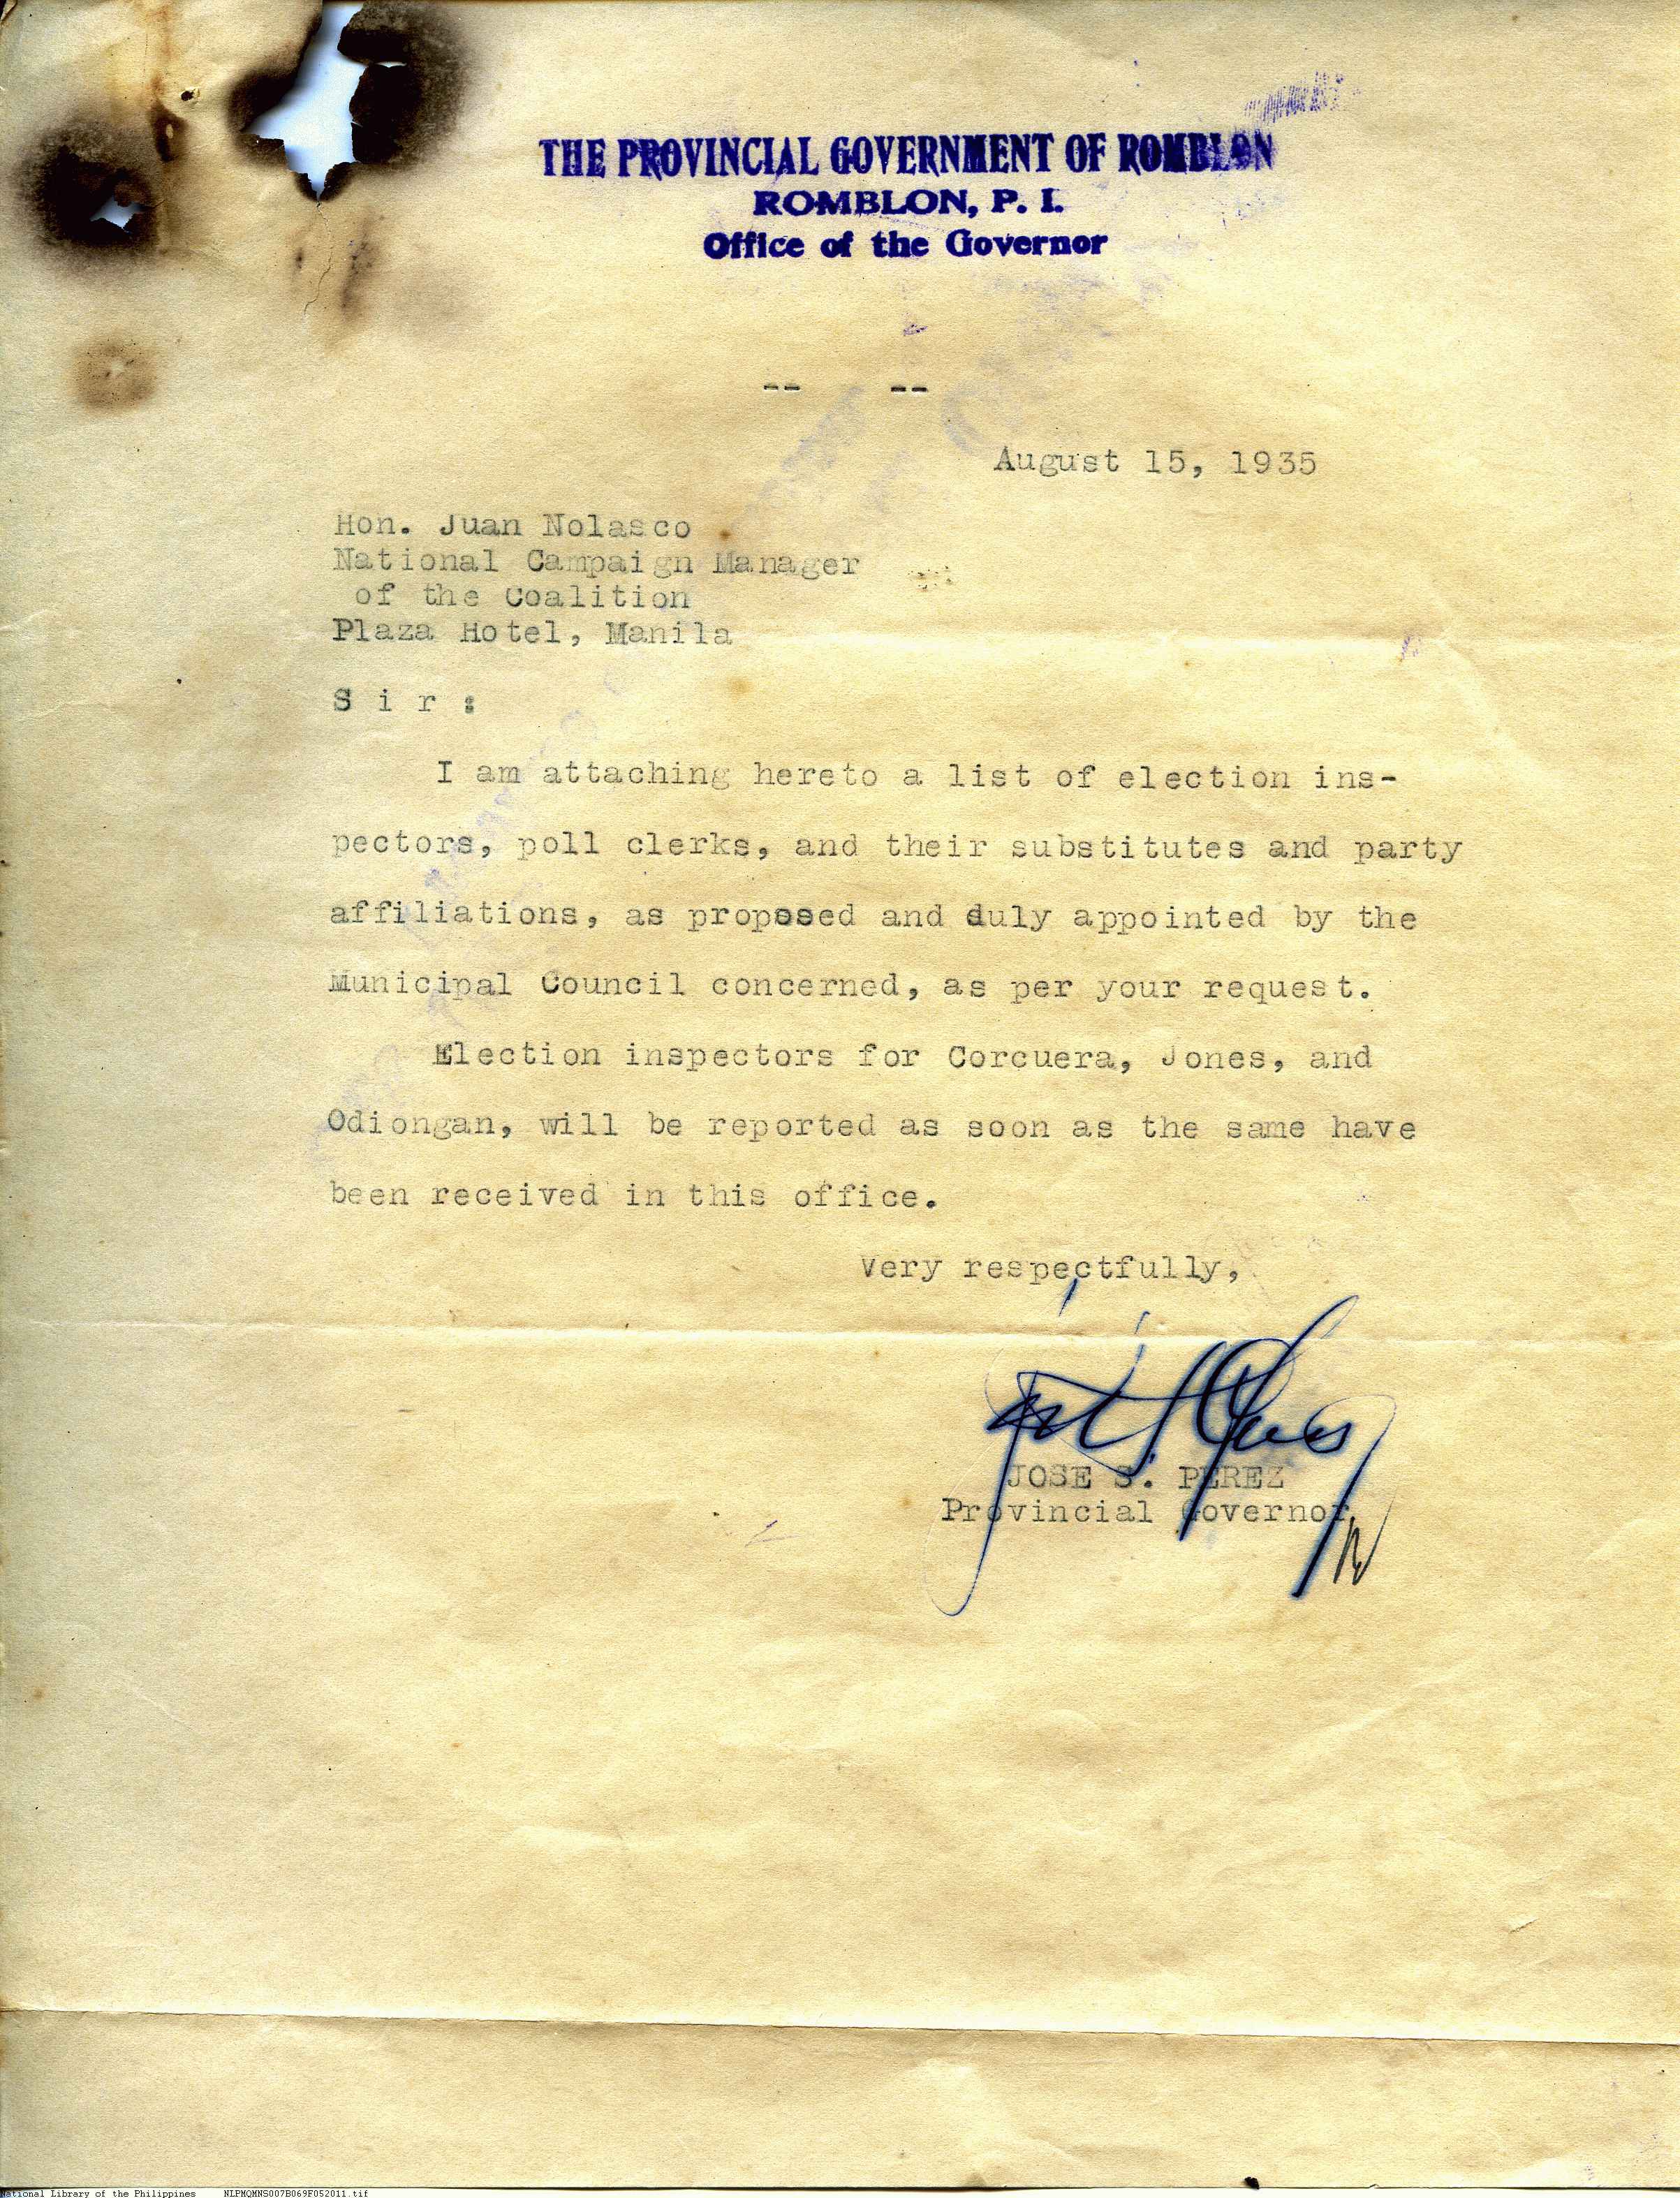 THE PROVINCIAL GOVERNMENT OF ROMBLON
ROMBLON, P. I.
Office of the Governor
-- --
August 15, 1935
Hon. Juan Nolasco
National Campaign Manager
of the Coalition
Plaza Hotel, Manila
S i r :
I am attaching hereto a list of election ins-
pectors, poll clerks, and their substitutes and party
affiliations, as proposed and duly appointed by the
Municipal Council concerned, as per your request.
Election inspectors for Corcuera, Jones, and
Odiongan, will be reported as soon as the same have
been received in this office.
Very respectfully,
JOSE S. PEREZ
Provincial Governor
National Library of the Philippines NLPMQMNS007B069F052011.tif